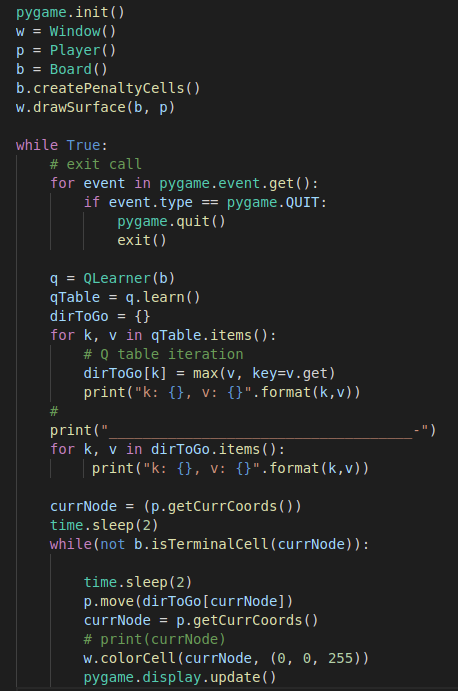 pygame.init()
w = Window()
p = Player()
b = Board()
b.createPenaltyCells()
w.drawSurface(b, p)

while True:
    # exit call
    for event in pygame.event.get():
        if event.type == pygame.QUIT:
            pygame.quit()
            exit()

    q = QLearner(b)
    qTable = q.learn()
    dirToGo = {}
    for k, v in qTable.items():
        # Q table iteration
        dirToGo[k] = max(v, key=v.get)
        print("k: {}, v: {}".format(k,v))
    #
    print("____________________________________-")
    for k, v in dirToGo.items():
         print("k: {}, v: {}".format(k,v))

    currNode = (p.getCurrCoords())
    time.sleep(2)
    while(not b.isTerminalCell(currNode)):

        time.sleep(2)
        p.move(dirToGo[currNode])
        currNode = p.getCurrCoords()
        # print(currNode)
        w.colorCell(currNode, (0, 0, 255))
        pygame.display.update()